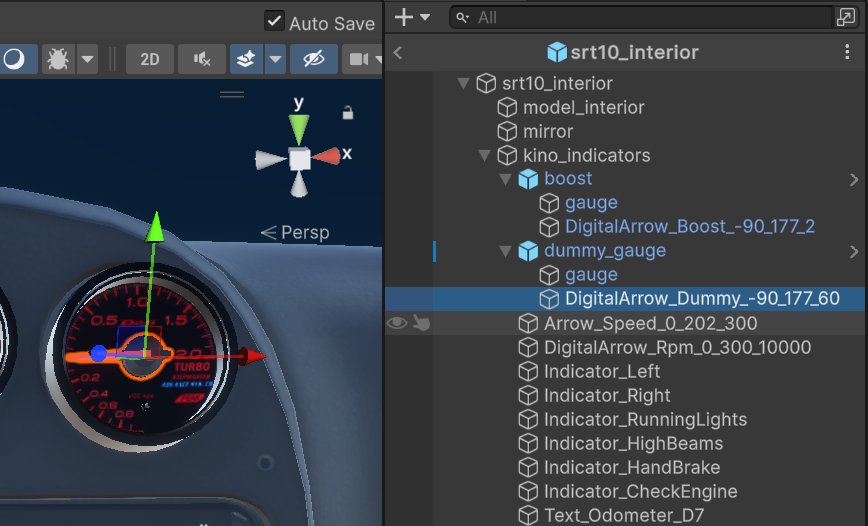 Auto Save
All
2D
srt10_interior
y
x
Persp
srt10_interior
model_interior
mirror
kino_indicators
boost
gauge
DigitalArrow_Boost_-90_177_2
dummy_gauge
gauge
DigitalArrow_Dummy_-90_177_60
Arrow_Speed_0_202_300
DigitalArrow_Rpm_0_300_10000
Indicator_Left
Indicator_Right
Indicator_RunningLights
Indicator_HighBeams
Indicator_HandBrake
Indicator_CheckEngine
Text_Odometer_D7
1.0
0.5
1.5
2.0
TURBO
0.2
0.4
0.6
0.8
PEAK